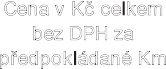 Cena v Kč celkem
bez DPH za
předpokládané Km